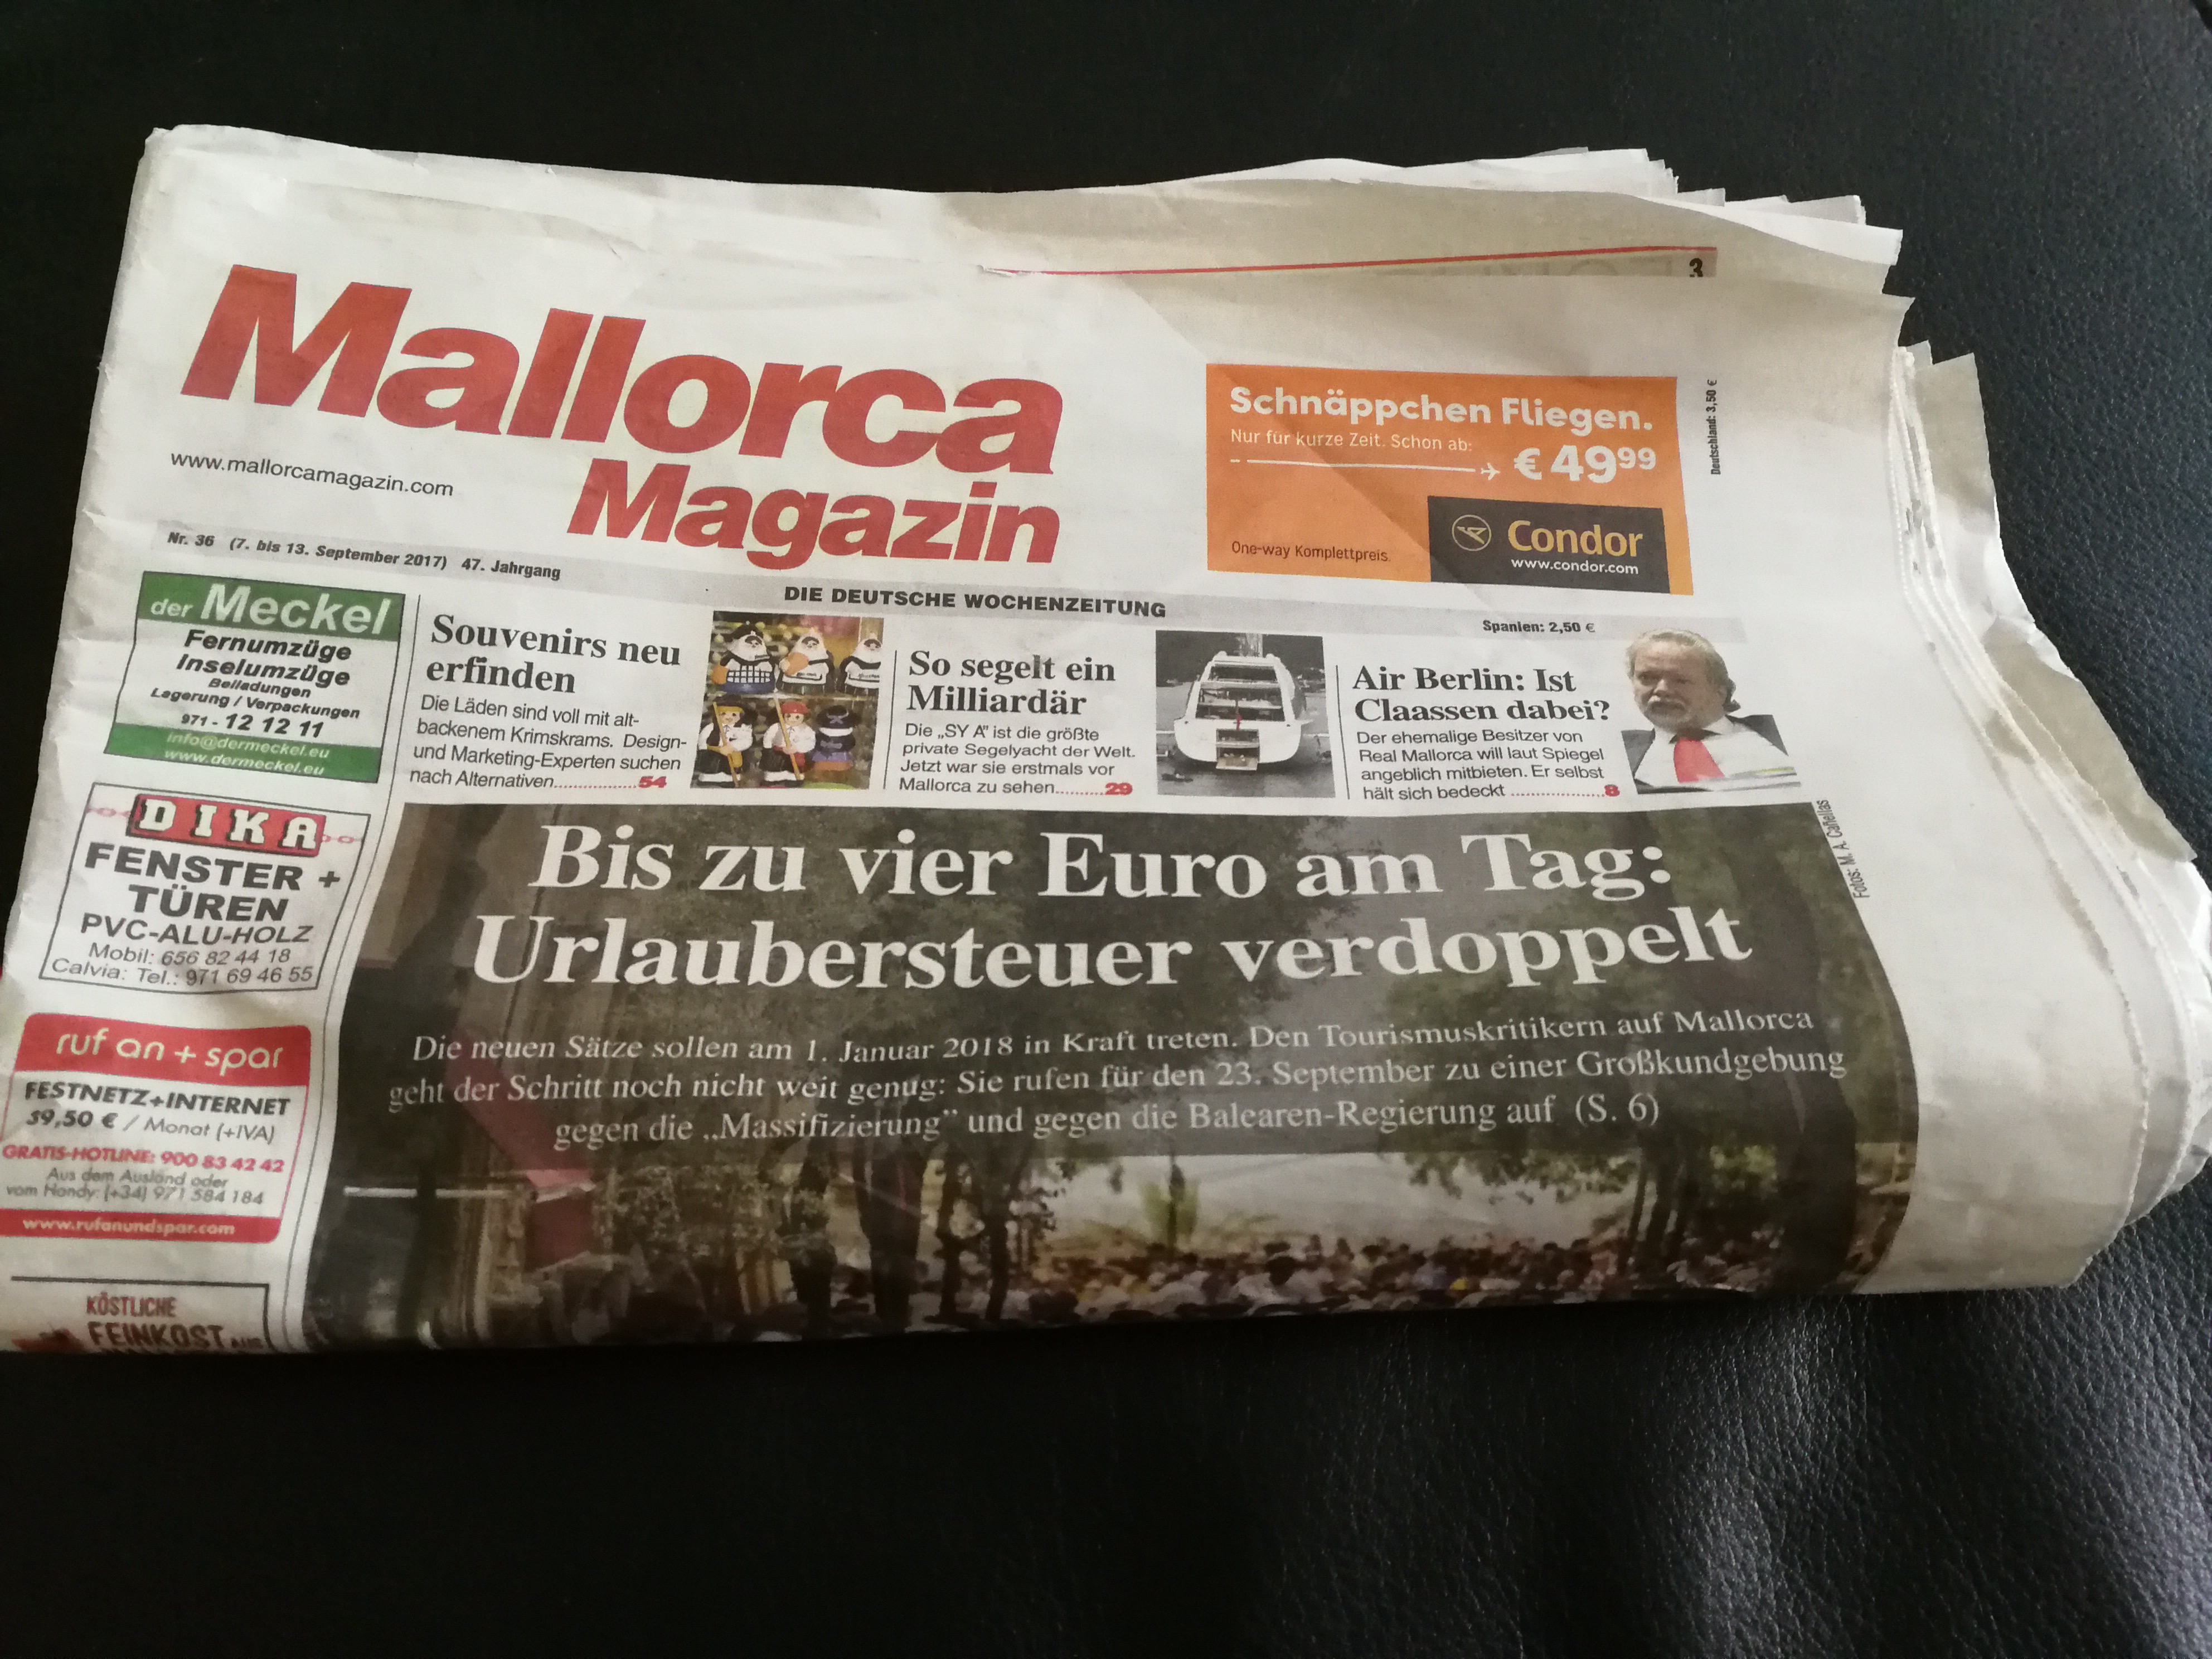 3
Mallorca
Magazin
www.mallorcamagazin.com
Schnäppchen Fliegen.
Nur für kurze Zeit. Schon ab:
€ 49⁹⁹
One-way Komplettpreis.
Condor
www.condor.com
Deutschland: 3,50 €
Nr. 36 (7. bis 13. September 2017) 47. Jahrgang
DIE DEUTSCHE WOCHENZEITUNG
Spanien: 2,50 €
der Meckel
Fernumzüge
Inselumzüge
Beiladungen
Lagerung / Verpackungen
971 - 12 12 11
info@dermeckel.eu
www.dermeckel.eu
Souvenirs neu
erfinden
Die Läden sind voll mit alt-
backenem Krimskrams. Design-
und Marketing-Experten suchen
nach Alternativen................54
So segelt ein
Milliardär
Die „SY A" ist die größte
private Segelyacht der Welt.
Jetzt war sie erstmals vor
Mallorca zu sehen..........29
Air Berlin: Ist
Claassen dabei?
Der ehemalige Besitzer von
Real Mallorca will laut Spiegel
angeblich mitbieten. Er selbst
hält sich bedeckt ...................8
Fotos: M. A. Cañellas
DIKA
FENSTER +
TÜREN
PVC-ALU-HOLZ
Mobil: 656 82 44 18
Calvia: Tel.: 971 69 46 55
ruf an + spar
FESTNETZ+INTERNET
39,50 € / Monat (+IVA)
GRATIS-HOTLINE: 900 83 42 42
Aus dem Ausland oder
vom Handy: (+34) 971 584 184
www.rufanundspar.com
KÖSTLICHE
FEINKOST AUS
Bis zu vier Euro am Tag:
Urlaubersteuer verdoppelt
Die neuen Sätze sollen am 1. Januar 2018 in Kraft treten. Den Tourismuskritikern auf Mallorca
geht der Schritt noch nicht weit genug: Sie rufen für den 23. September zu einer Großkundgebung
gegen die „Massifizierung" und gegen die Balearen-Regierung auf (S. 6)